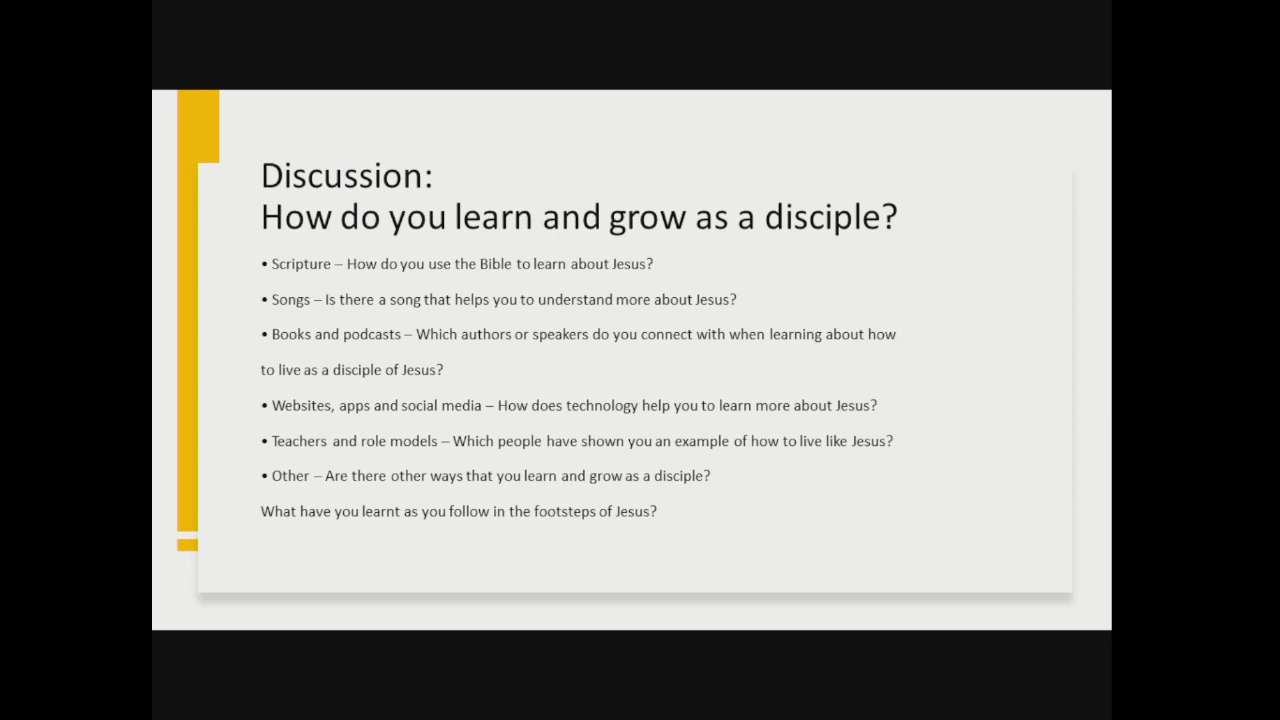 Discussion:
How do you learn and grow as a disciple?
• Scripture – How do you use the Bible to learn about Jesus?
• Songs – Is there a song that helps you to understand more about Jesus?
• Books and podcasts – Which authors or speakers do you connect with when learning about how
to live as a disciple of Jesus?
• Websites, apps and social media – How does technology help you to learn more about Jesus?
• Teachers and role models – Which people have shown you an example of how to live like Jesus?
• Other – Are there other ways that you learn and grow as a disciple?
What have you learnt as you follow in the footsteps of Jesus?